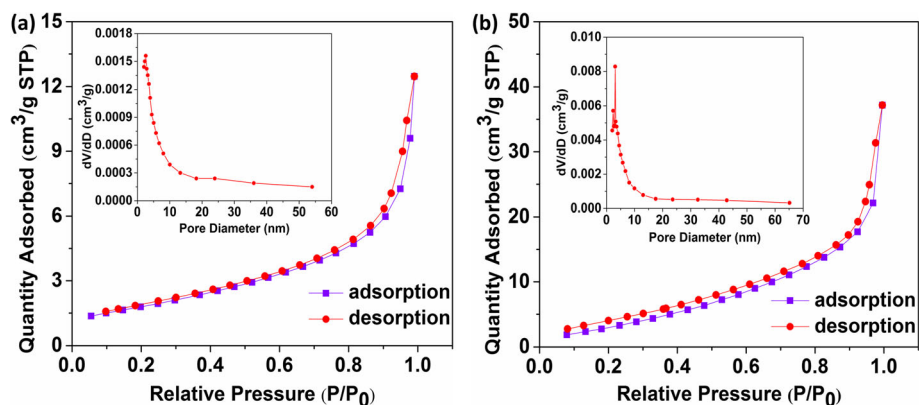 (a)
Quantity Adsorbed (cm³/g STP)
15
12
9
6
3
0
0.0 0.2 0.4 0.6 0.8 1.0
Relative Pressure (P/P₀)
adsorption
desorption
dV/dD (cm³/g)
0.0018
0.0015
0.0012
0.0009
0.0006
0.0003
0.0000
0 10 20 30 40 50 60
Pore Diameter (nm)
(b)
Quantity Adsorbed (cm³/g STP)
50
40
30
20
10
0
0.0 0.2 0.4 0.6 0.8 1.0
Relative Pressure (P/P₀)
adsorption
desorption
dV/dD (cm³/g)
0.010
0.008
0.006
0.004
0.002
0.000
0 10 20 30 40 50 60 70
Pore Diameter (nm)